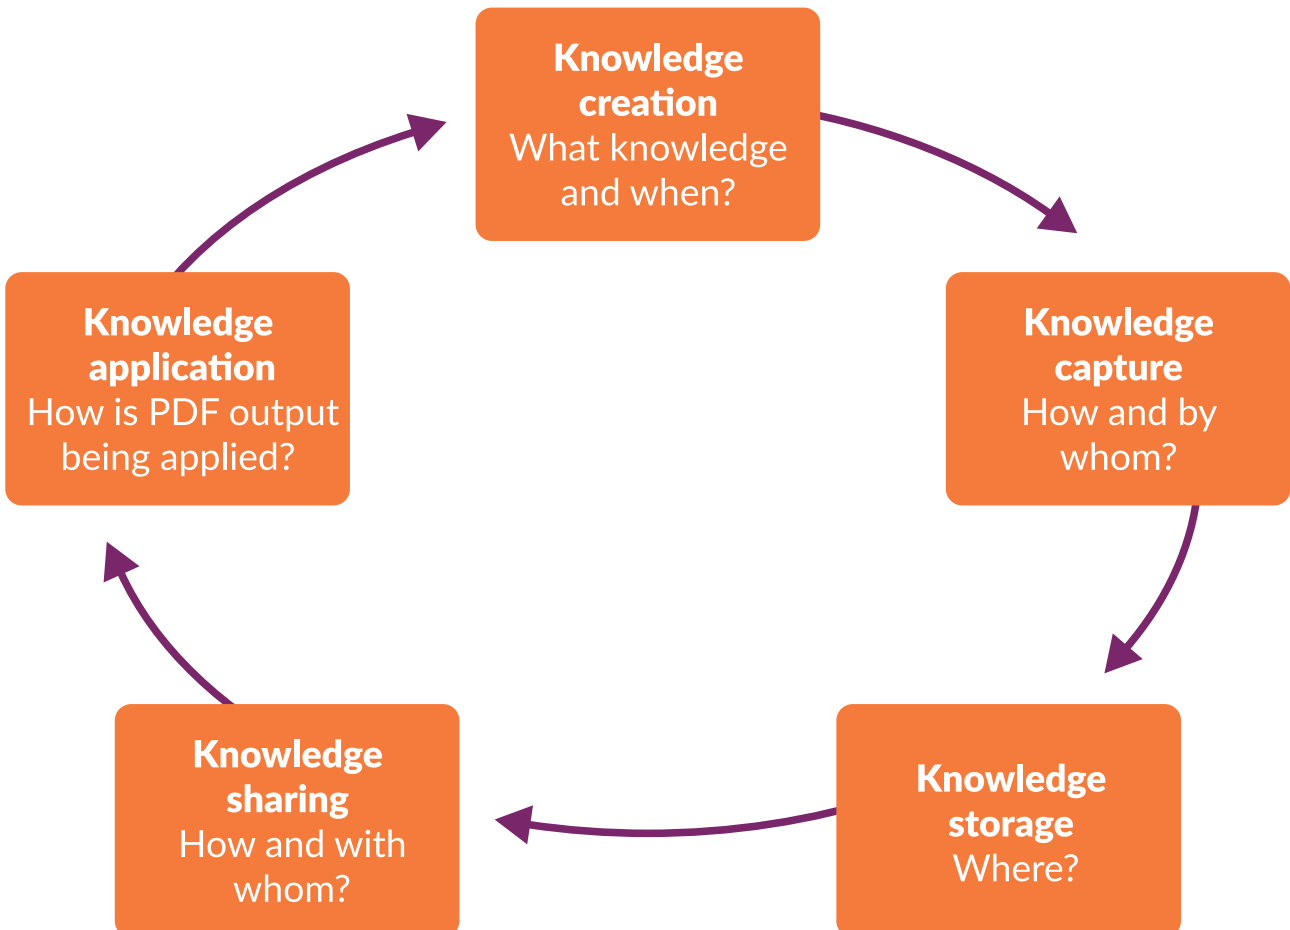 Knowledge
creation
What knowledge
and when?
Knowledge
capture
How and by
whom?
Knowledge
storage
Where?
Knowledge
sharing
How and with
whom?
Knowledge
application
How is PDF output
being applied?